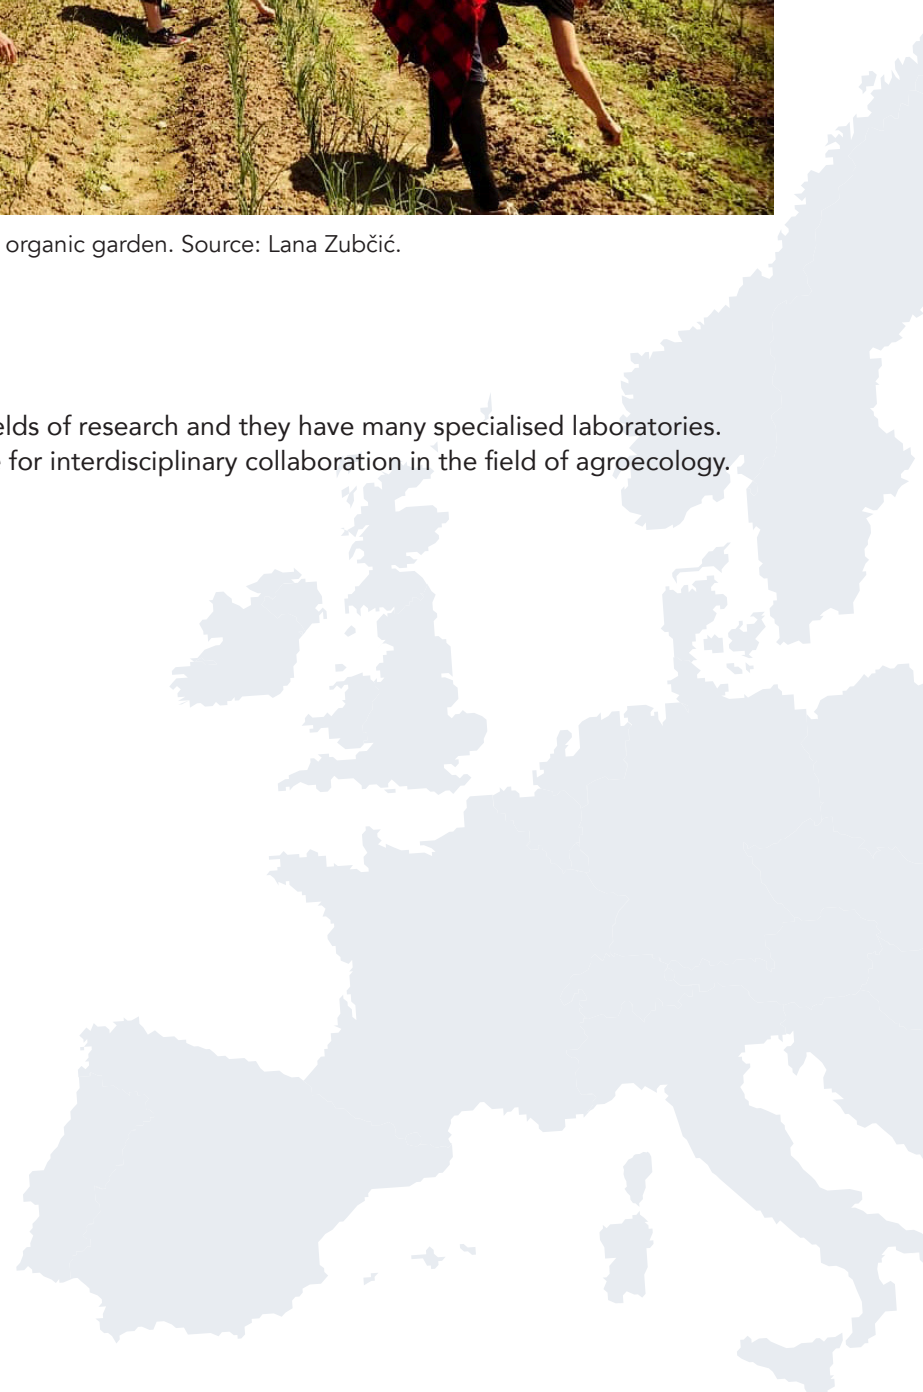 organic garden. Source: Lana Zubčić.
of research and they have many specialised laboratories.
for interdisciplinary collaboration in the field of agroecology.